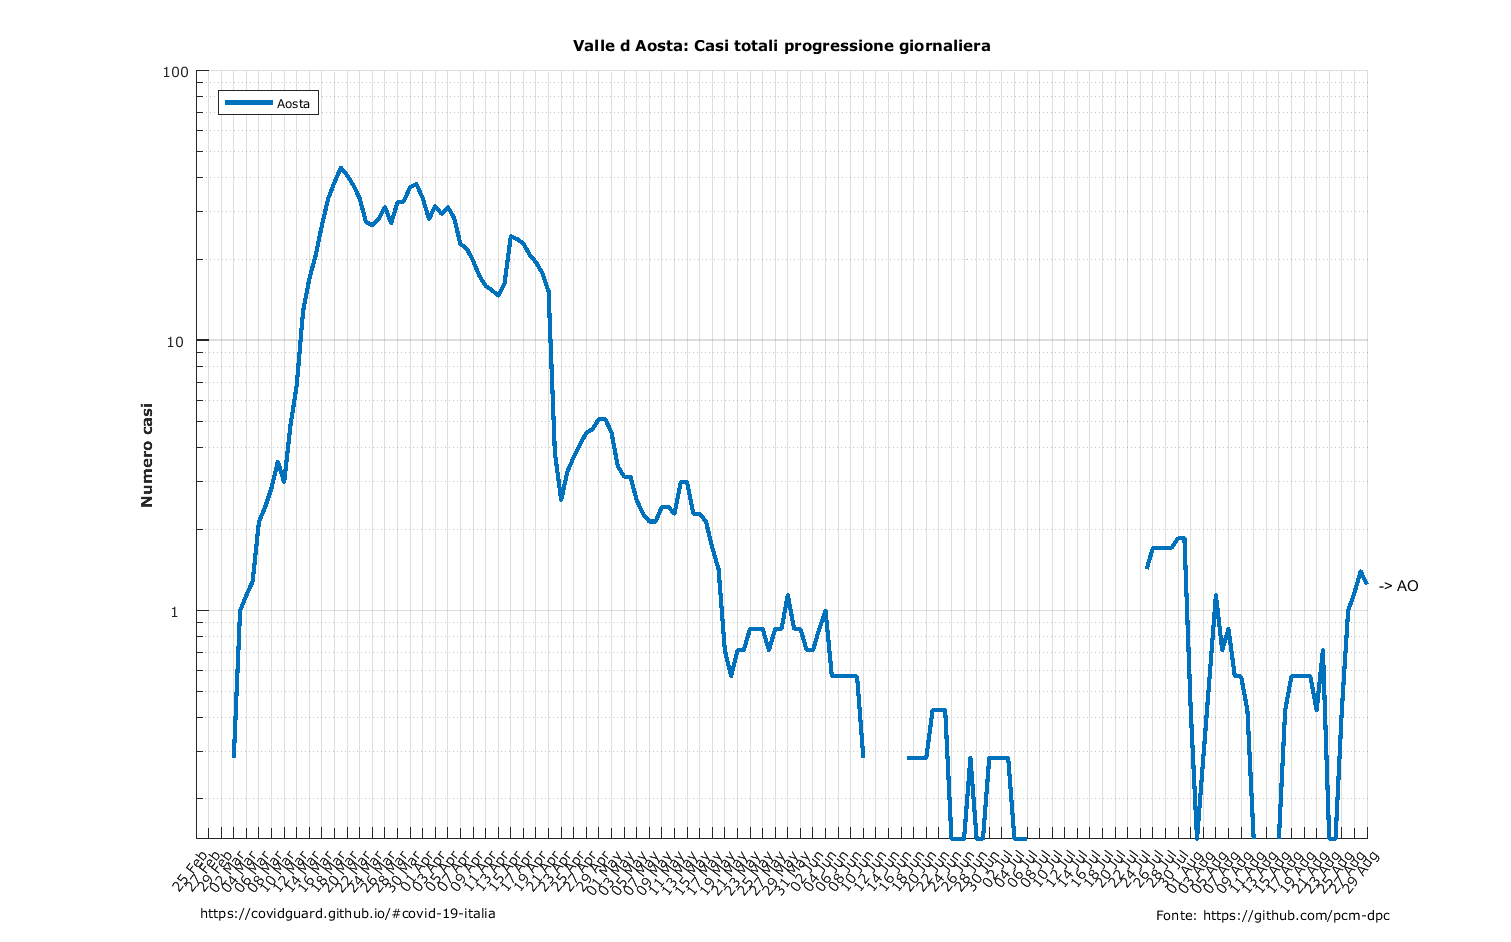 Valle d Aosta: Casi totali progressione giornaliera
100
Aosta
10
Numero casi
1
-> AO
25 Feb
27 Feb
29 Feb
02 Mar
04 Mar
06 Mar
08 Mar
10 Mar
12 Mar
14 Mar
16 Mar
18 Mar
20 Mar
22 Mar
24 Mar
26 Mar
28 Mar
30 Mar
01 Apr
03 Apr
05 Apr
07 Apr
09 Apr
11 Apr
13 Apr
15 Apr
17 Apr
19 Apr
21 Apr
23 Apr
25 Apr
27 Apr
29 Apr
01 May
03 May
05 May
07 May
09 May
11 May
13 May
15 May
17 May
19 May
21 May
23 May
25 May
27 May
29 May
31 May
02 Jun
04 Jun
06 Jun
08 Jun
10 Jun
12 Jun
14 Jun
16 Jun
18 Jun
20 Jun
22 Jun
24 Jun
26 Jun
28 Jun
30 Jun
02 Jul
04 Jul
06 Jul
08 Jul
10 Jul
12 Jul
14 Jul
16 Jul
18 Jul
20 Jul
22 Jul
24 Jul
26 Jul
28 Jul
30 Jul
01 Aug
03 Aug
05 Aug
07 Aug
09 Aug
11 Aug
13 Aug
15 Aug
17 Aug
19 Aug
21 Aug
23 Aug
25 Aug
27 Aug
29 Aug
https://covidguard.github.io/#covid-19-italia
Fonte: https://github.com/pcm-dpc